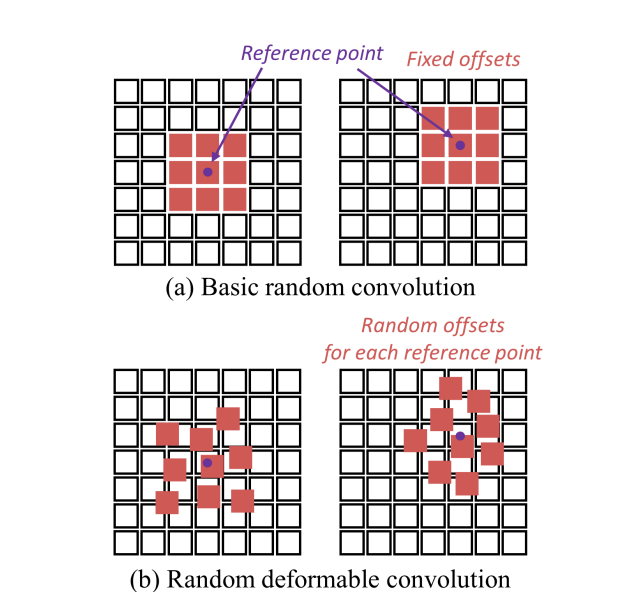 Reference point
Fixed offsets
(a) Basic random convolution
Random offsets
for each reference point
(b) Random deformable convolution